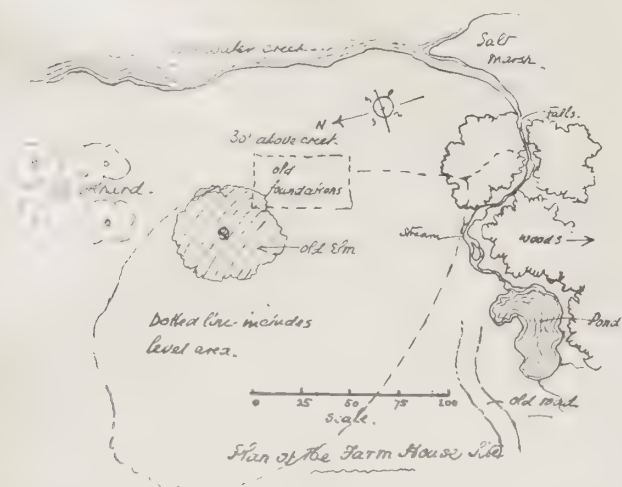 creek
Salt
Marsh.
Falls.
N
30' above creek.
old
foundations
Stream
woods
old Elm
Pond
Dotted line includes
level area.
0 25 50 75 100
scale.
old road
Plan of the Farm House Site